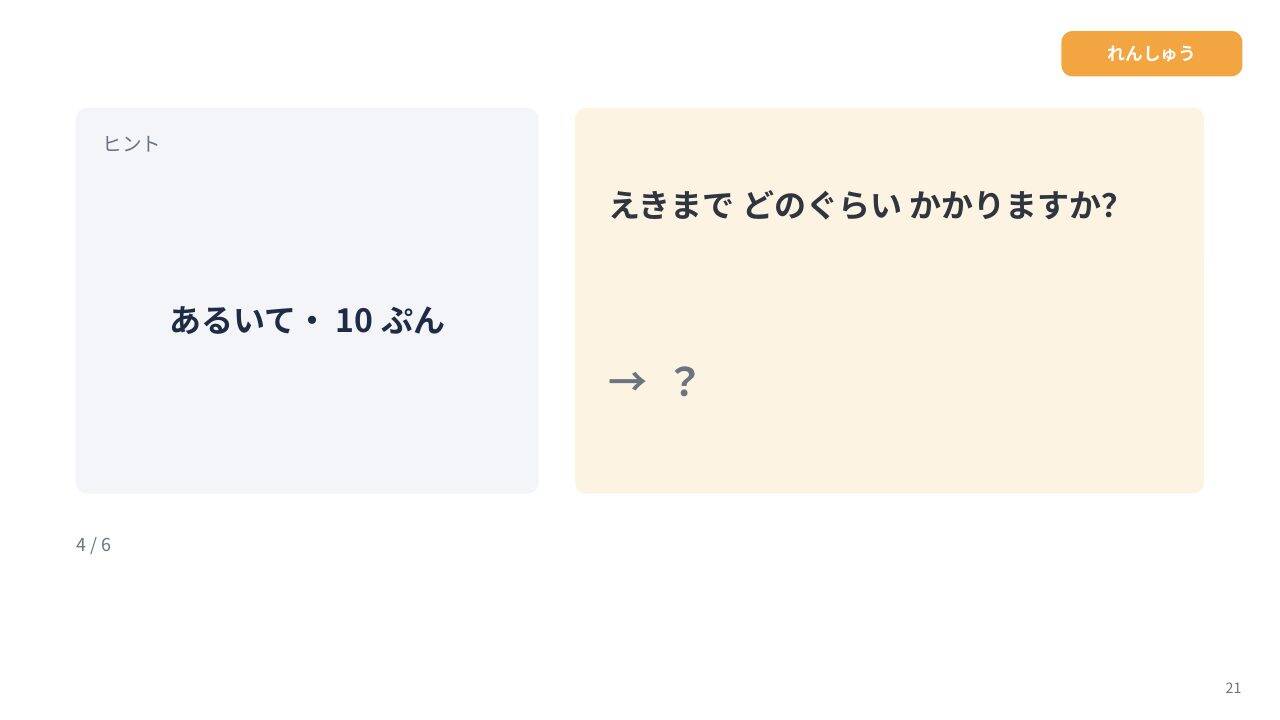 れんしゅう
ヒント
あるいて・ 10 ぷん
えきまで どのぐらい かかりますか?
→ ？
4 / 6
21